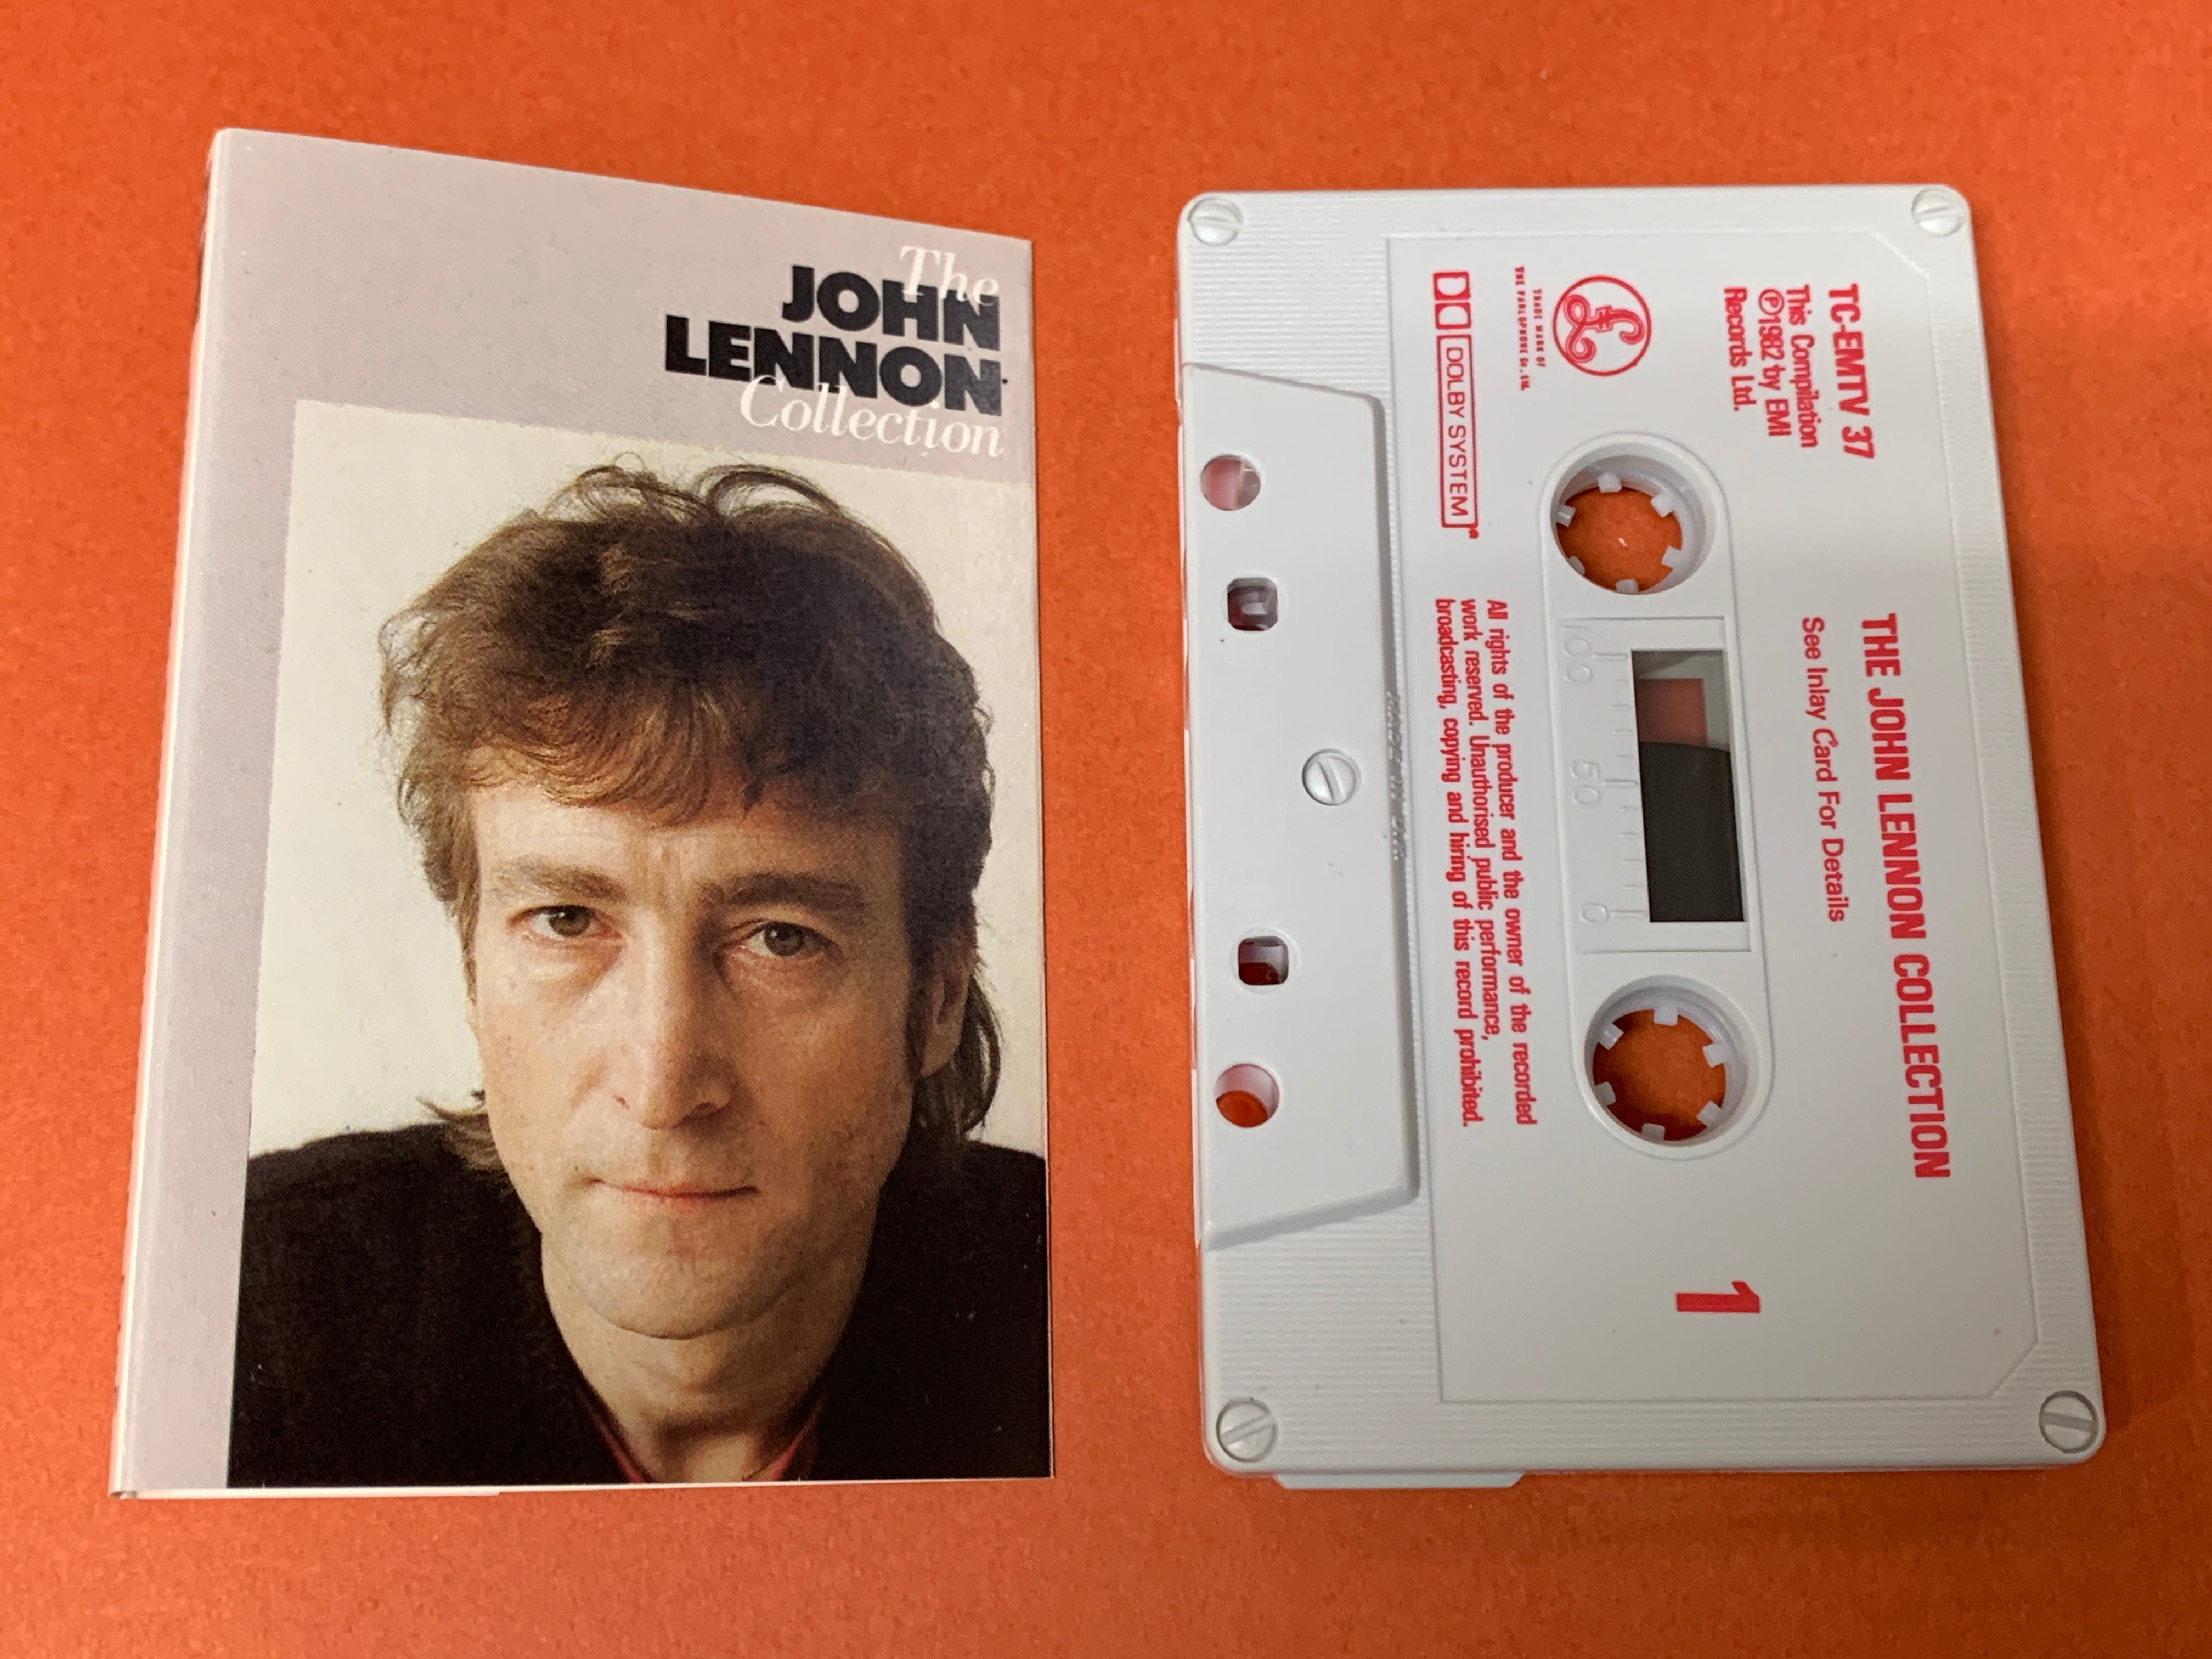 The
JOHN
LENNON
Collection
TC-EMTV 37
This Compilation
℗1982 by EMI
Records Ltd.
THE JOHN LENNON COLLECTION
See Inlay Card For Details
£
TRADE MARK OF
THE PARLOPHONE Co., Ltd.
DOLBY SYSTEM
100 50 0
1
All rights of the producer and the owner of the recorded
work reserved. Unauthorised public performance,
broadcasting, copying and hiring of this record prohibited.